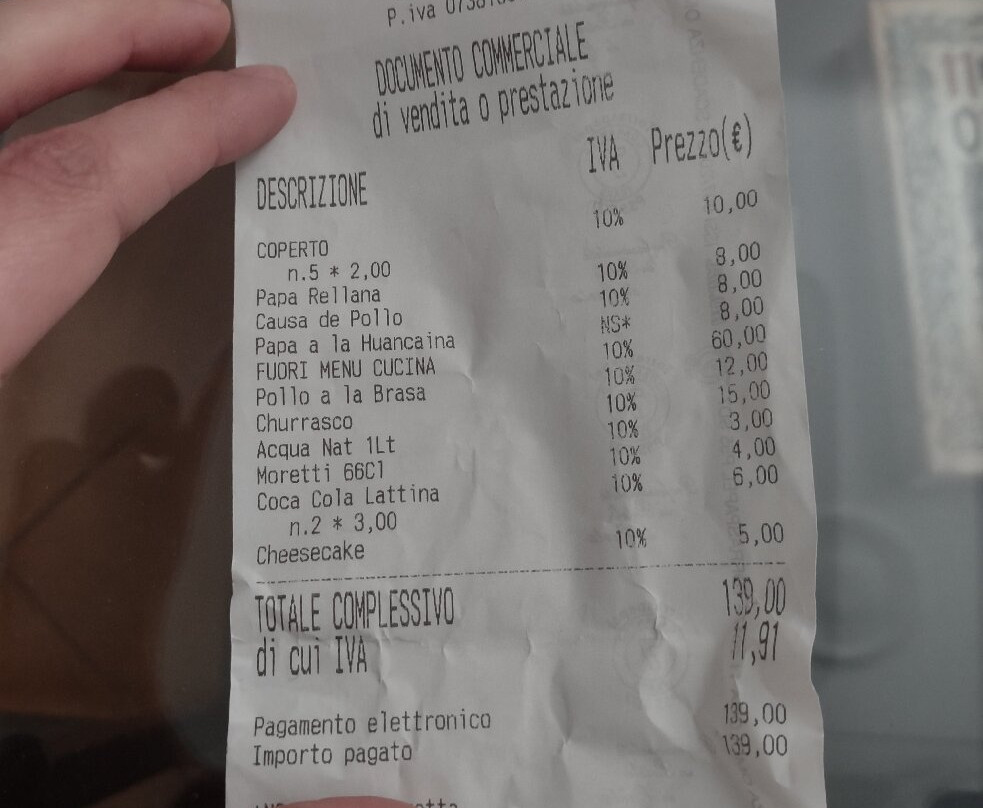 P.iva
DOCUMENTO COMMERCIALE
di vendita o prestazione
DESCRIZIONE IVA Prezzo(€)
COPERTO 10% 10,00
n.5 * 2,00
Papa Rellana 10% 8,00
Causa de Pollo 10% 8,00
Papa a la Huancaina NS* 8,00
FUORI MENU CUCINA 10% 60,00
Pollo a la Brasa 10% 12,00
Churrasco 10% 15,00
Acqua Nat 1Lt 10% 3,00
Moretti 66Cl 10% 4,00
Coca Cola Lattina 10% 6,00
n.2 * 3,00
Cheesecake 10% 5,00
TOTALE COMPLESSIVO 139,00
di cui IVA 11,91
Pagamento elettronico 139,00
Importo pagato 139,00